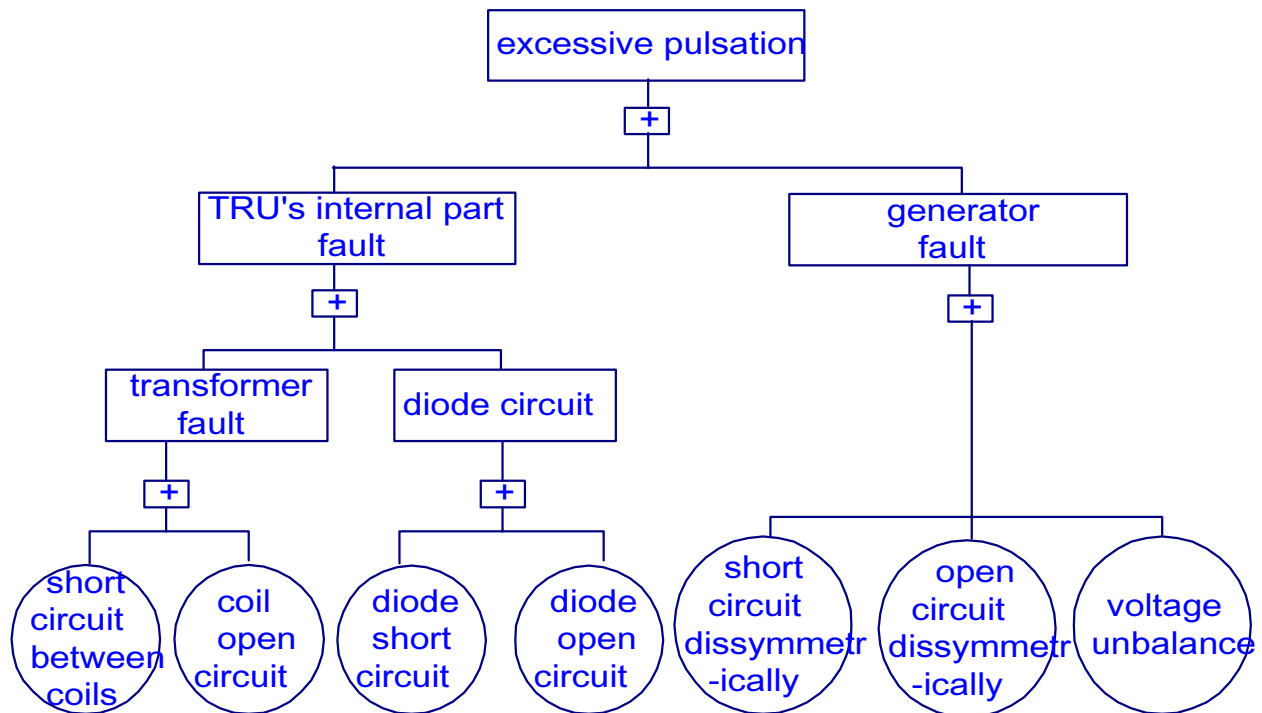 excessive pulsation
+
TRU's internal part
fault
generator
fault
+
+
transformer
fault
diode circuit
+
+
short
circuit
between
coils
coil
open
circuit
diode
short
circuit
diode
open
circuit
short
circuit
dissymmetr
-ically
open
circuit
dissymmetr
-ically
voltage
unbalance